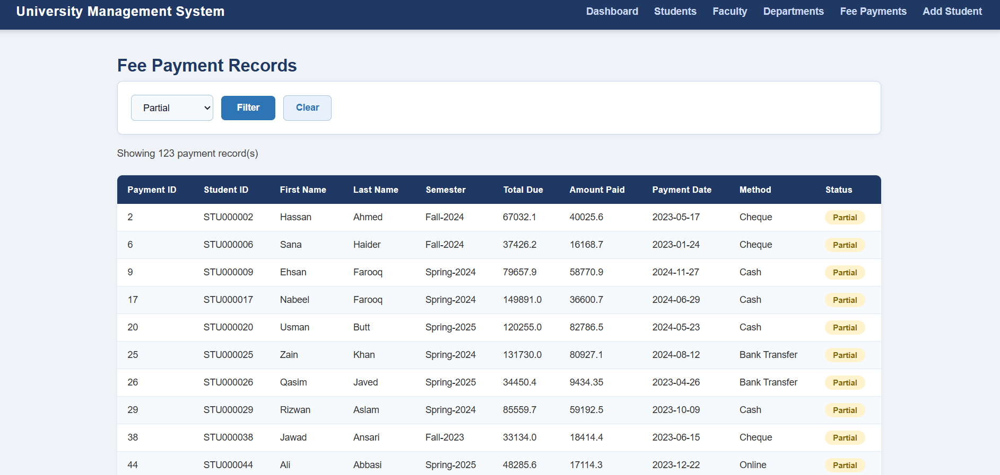 University Management System Dashboard Students Faculty Departments Fee Payments Add Student
Fee Payment Records
Partial Filter Clear
Showing 123 payment record(s)
Payment ID Student ID First Name Last Name Semester Total Due Amount Paid Payment Date Method Status
2 STU000002 Hassan Ahmed Fall-2024 67032.1 40025.6 2023-05-17 Cheque Partial
6 STU000006 Sana Haider Fall-2024 37426.2 16168.7 2023-01-24 Cheque Partial
9 STU000009 Ehsan Farooq Spring-2024 79657.9 58770.9 2024-11-27 Cash Partial
17 STU000017 Nabeel Farooq Spring-2024 149891.0 36600.7 2024-06-29 Cash Partial
20 STU000020 Usman Butt Spring-2025 120255.0 82786.5 2024-05-23 Cash Partial
25 STU000025 Zain Khan Spring-2024 131730.0 80927.1 2024-08-12 Bank Transfer Partial
26 STU000026 Qasim Javed Spring-2025 34450.4 9434.35 2023-04-26 Bank Transfer Partial
29 STU000029 Rizwan Aslam Spring-2024 85559.7 59192.5 2023-10-09 Cash Partial
38 STU000038 Jawad Ansari Fall-2023 33134.0 18414.4 2023-06-15 Cheque Partial
44 STU000044 Ali Abbasi Spring-2025 48285.6 17114.3 2023-12-22 Online Partial